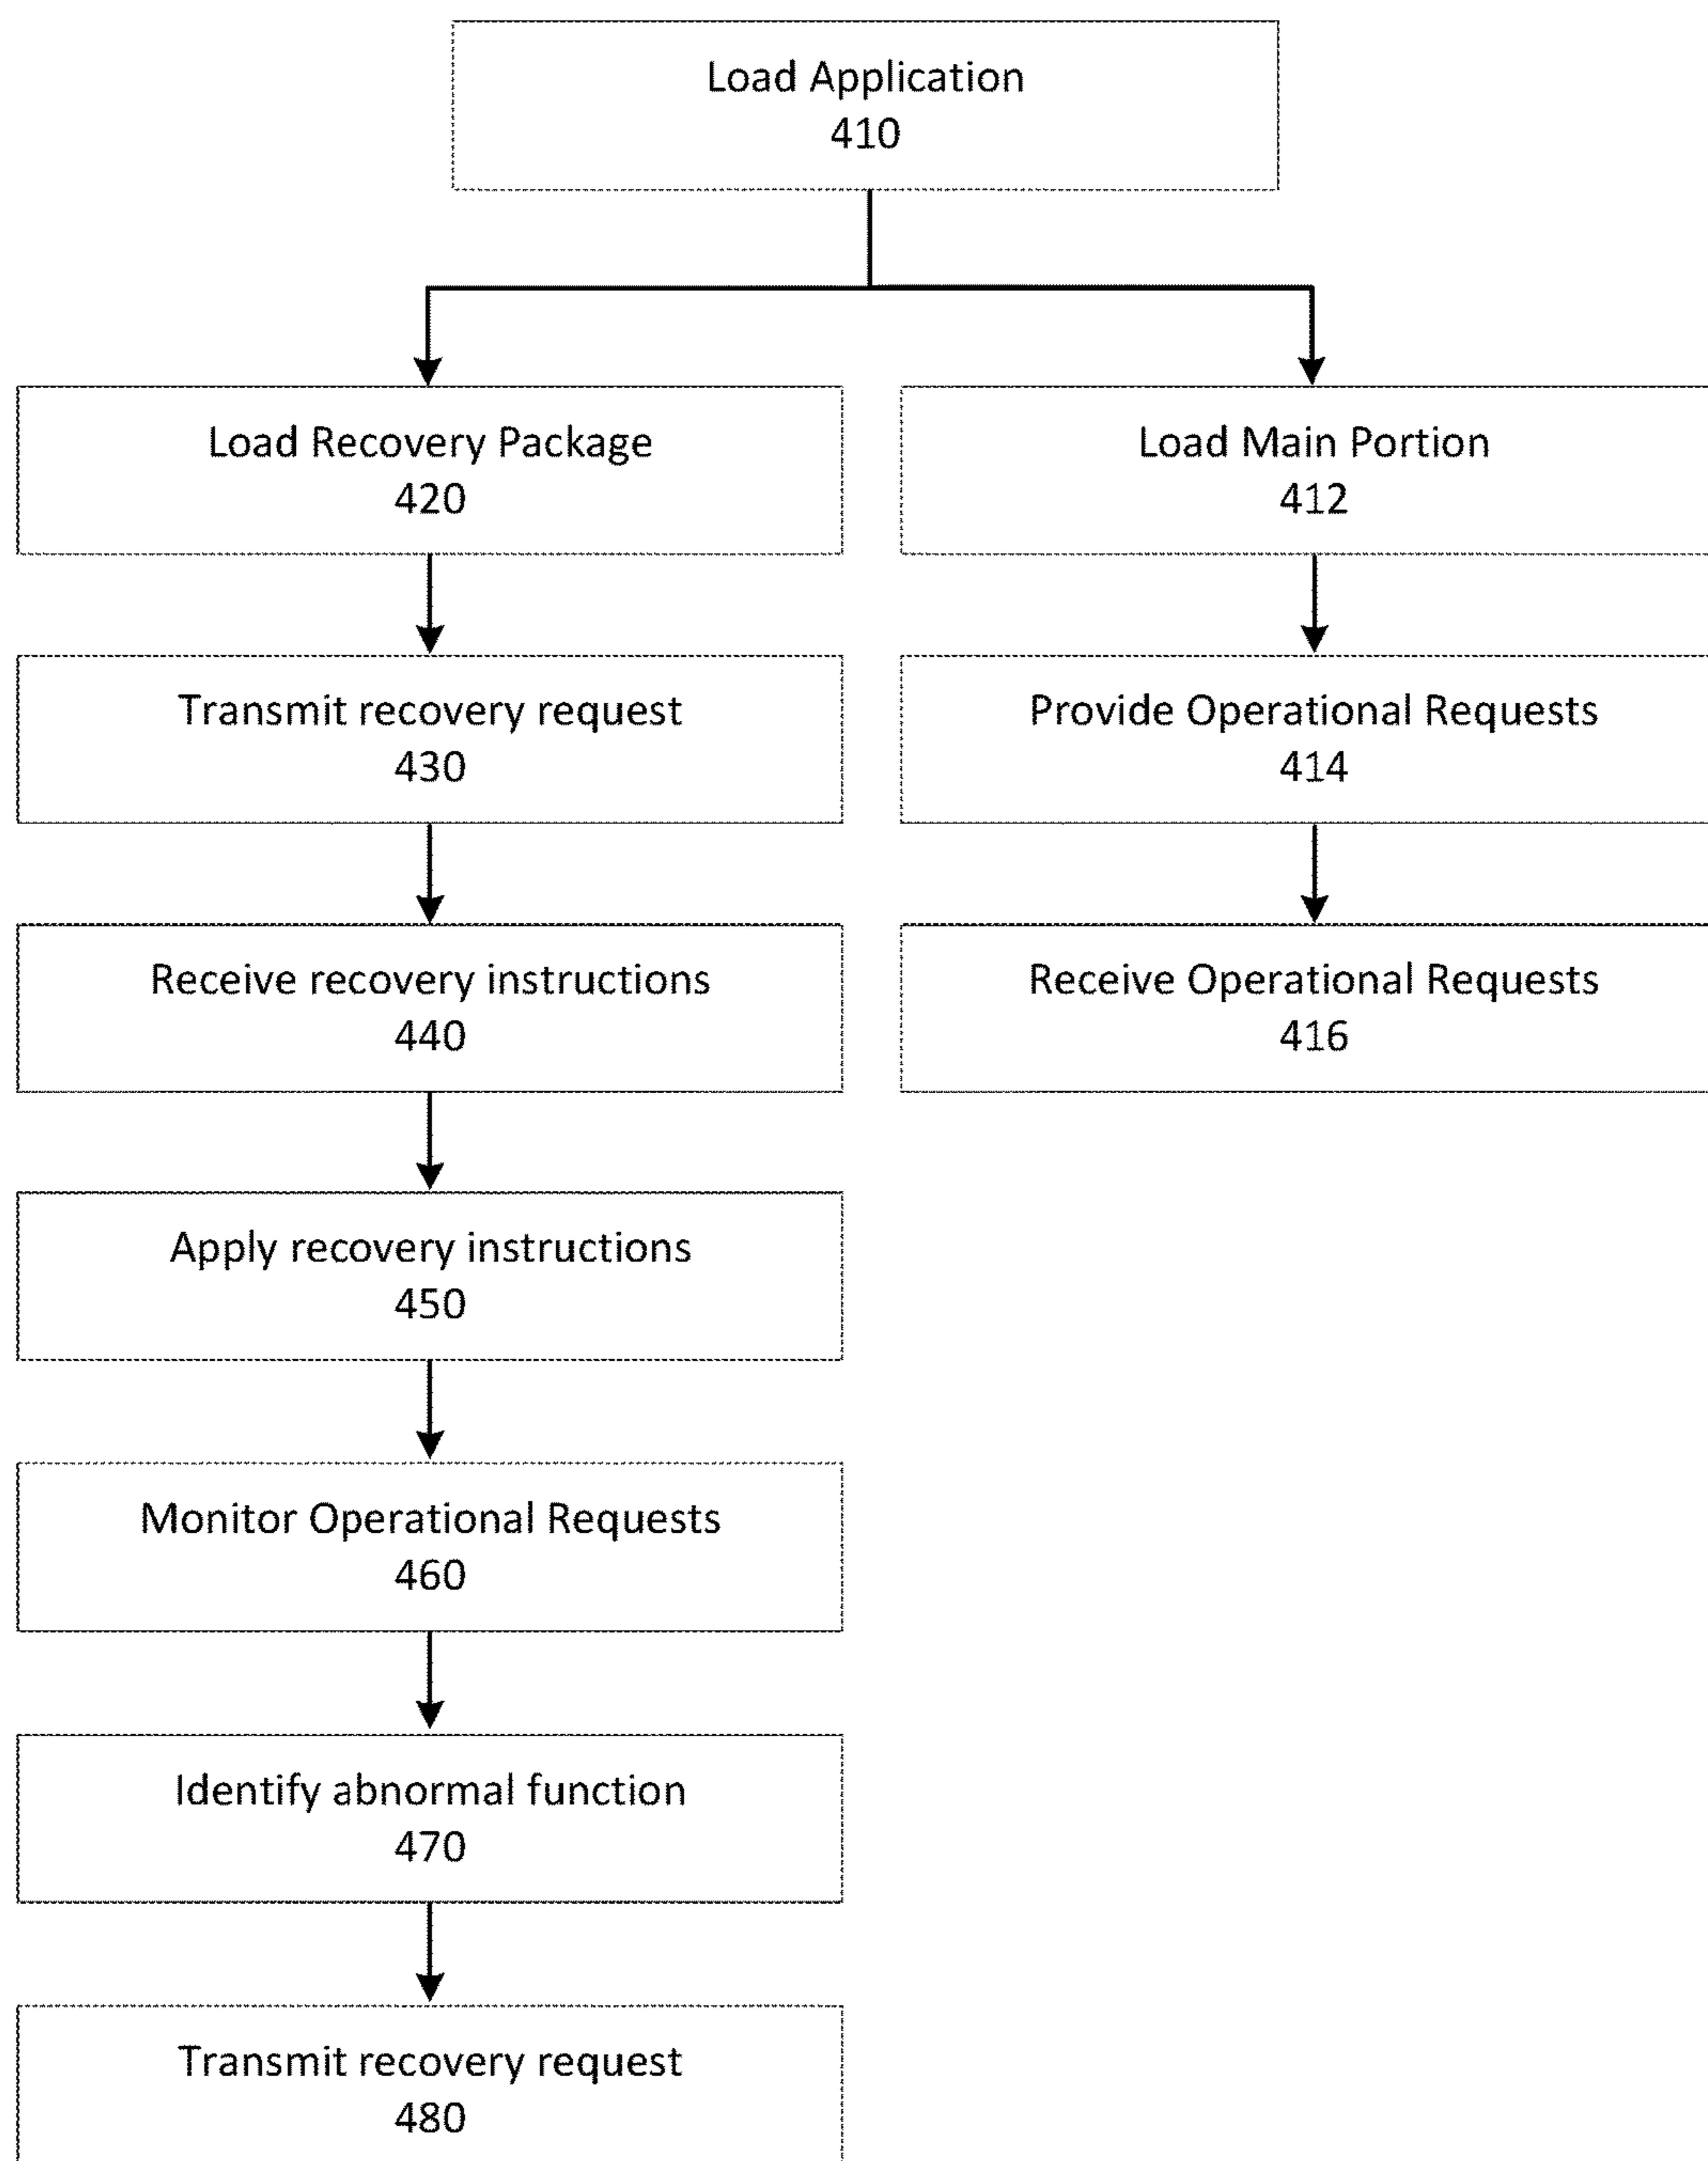 Load Application
410
Load Recovery Package
420
Load Main Portion
412
Transmit recovery request
430
Provide Operational Requests
414
Receive recovery instructions
440
Receive Operational Requests
416
Apply recovery instructions
450
Monitor Operational Requests
460
Identify abnormal function
470
Transmit recovery request
480